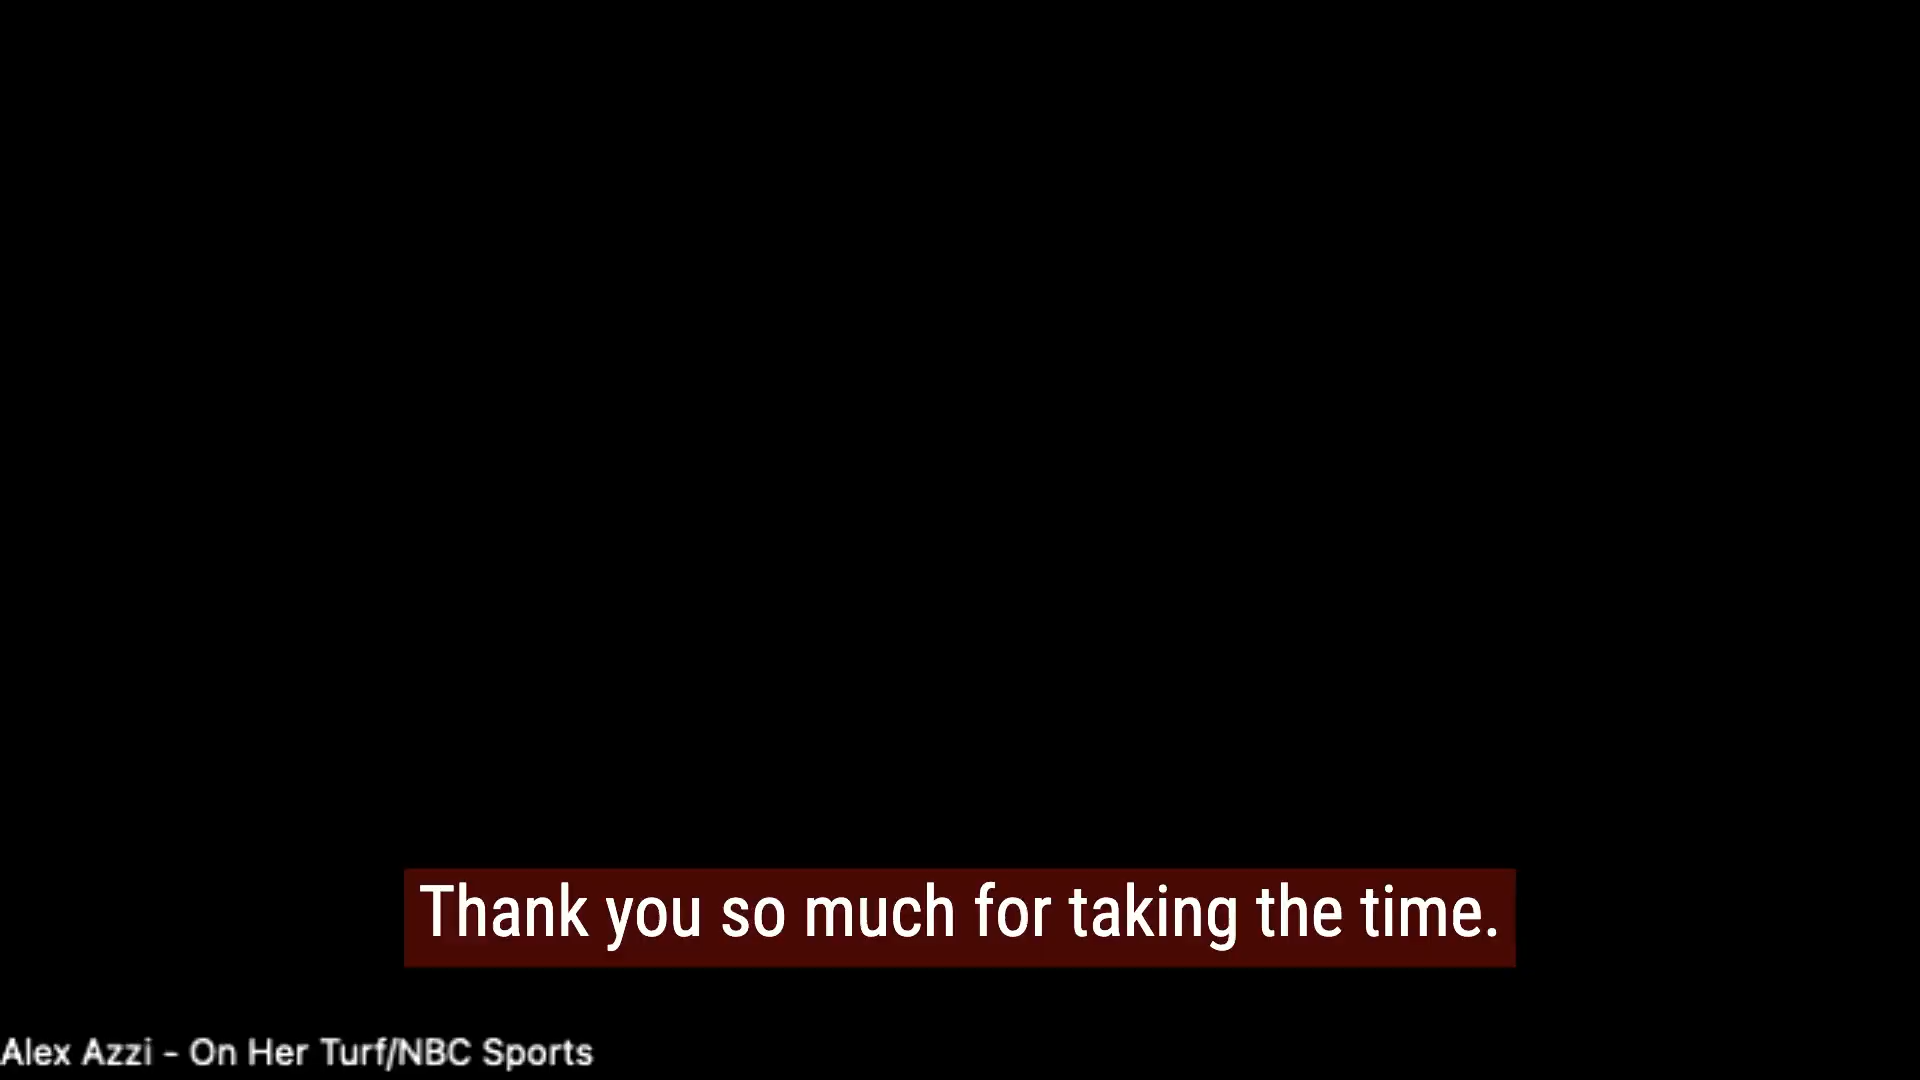 Thank you so much for taking the time.
Alex Azzi - On Her Turf/NBC Sports